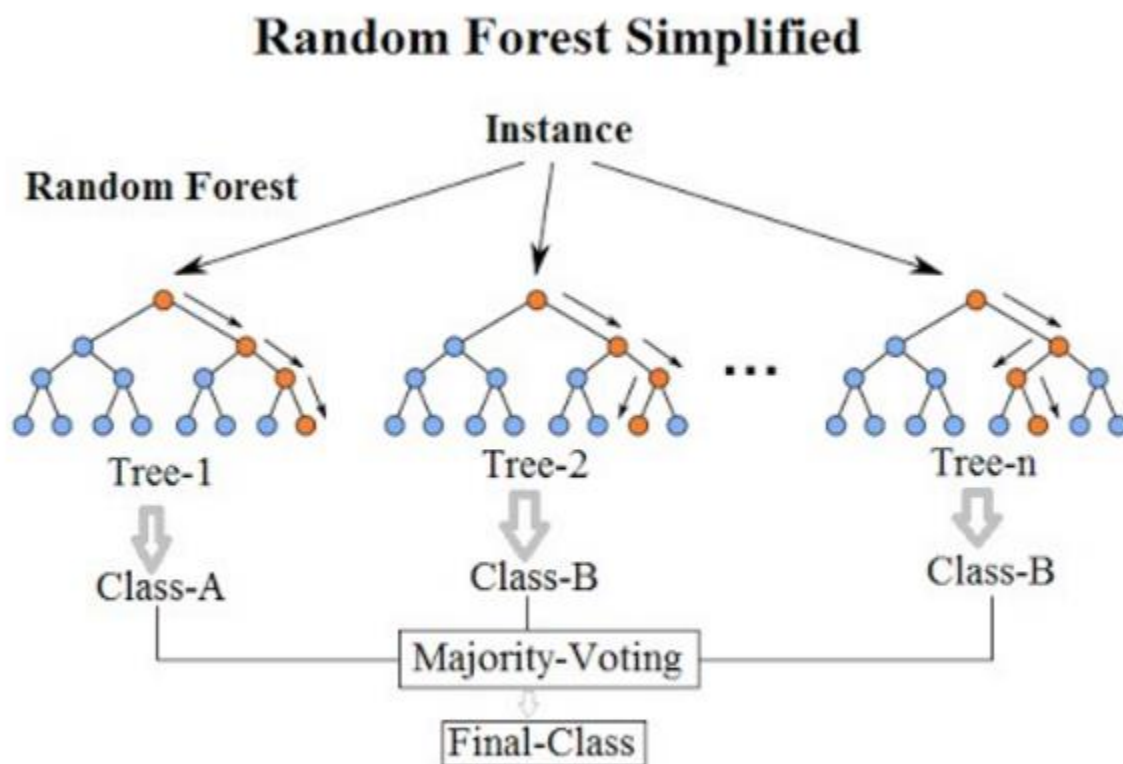 Random Forest Simplified
Instance
Random Forest
...
Tree-1
Tree-2
Tree-n
Class-A
Class-B
Class-B
Majority-Voting
Final-Class